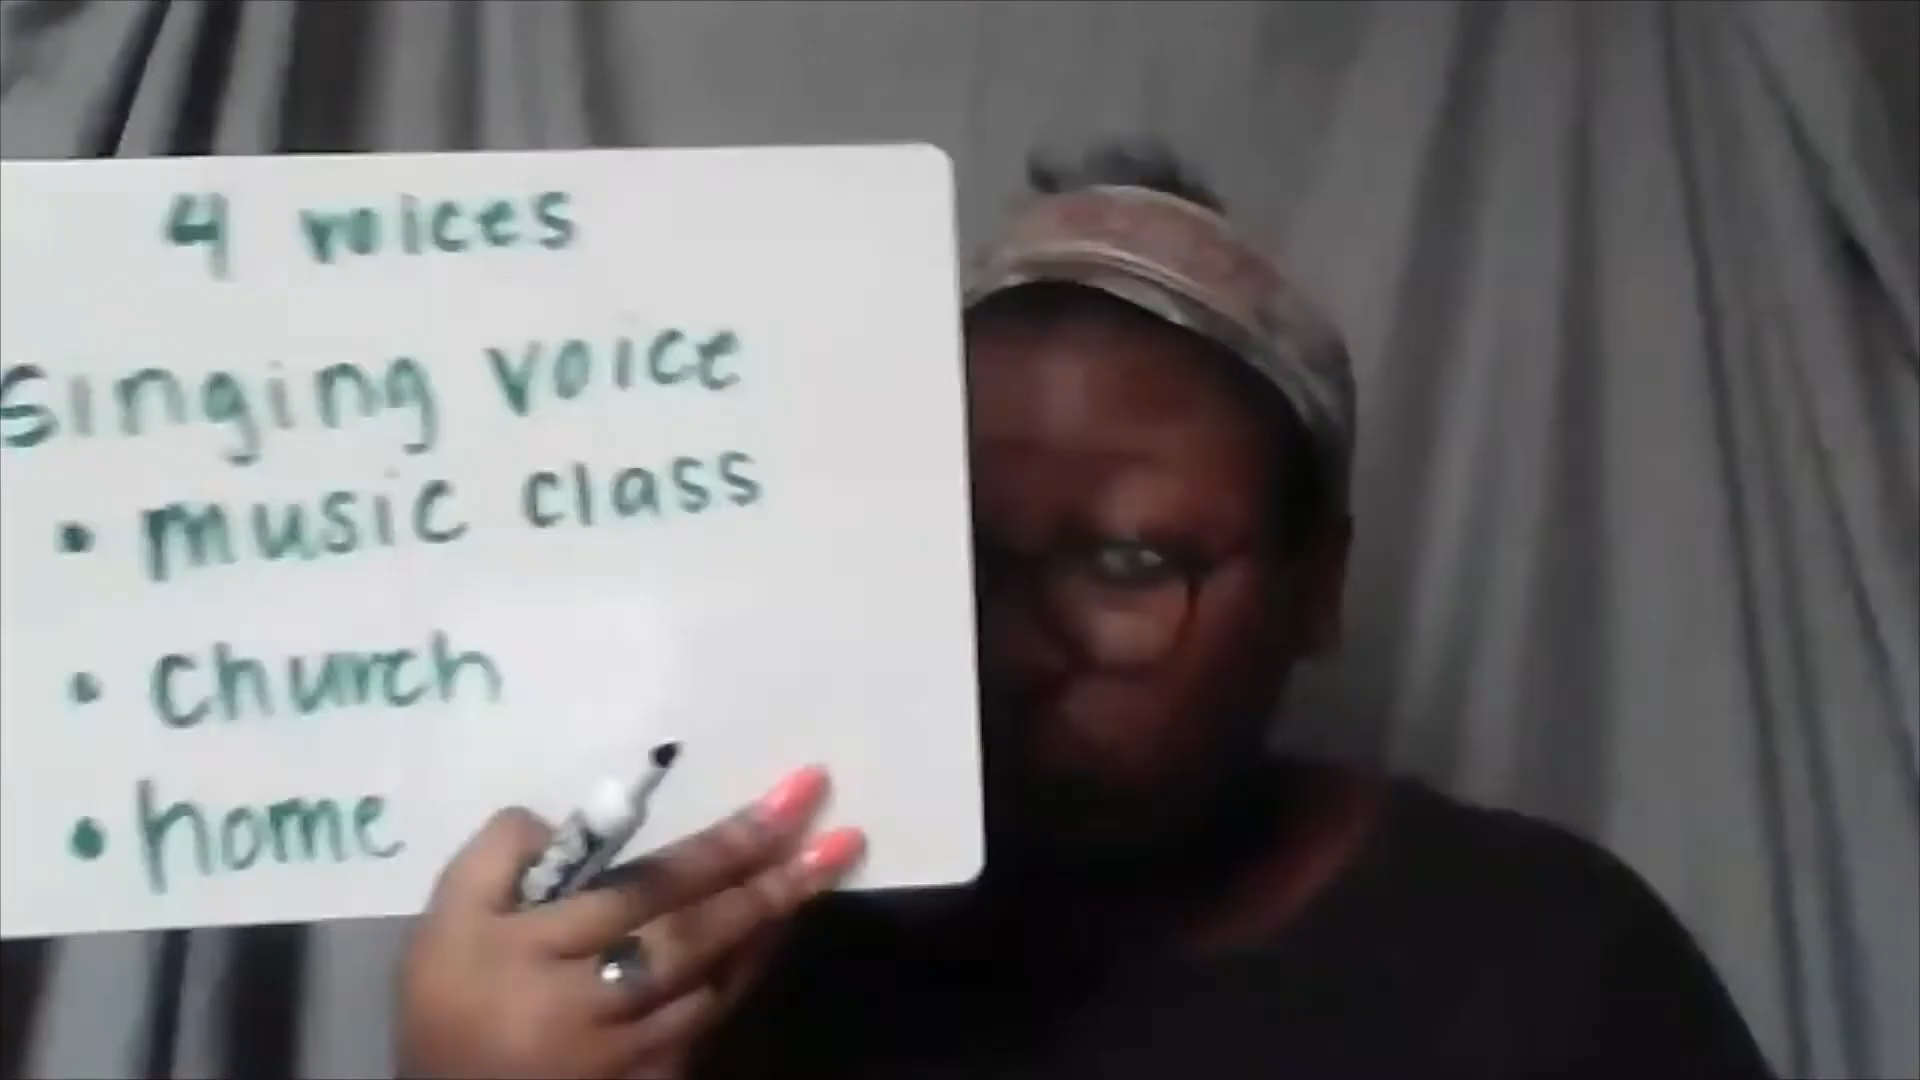 4 voices
singing voice
• music class
• church
• home